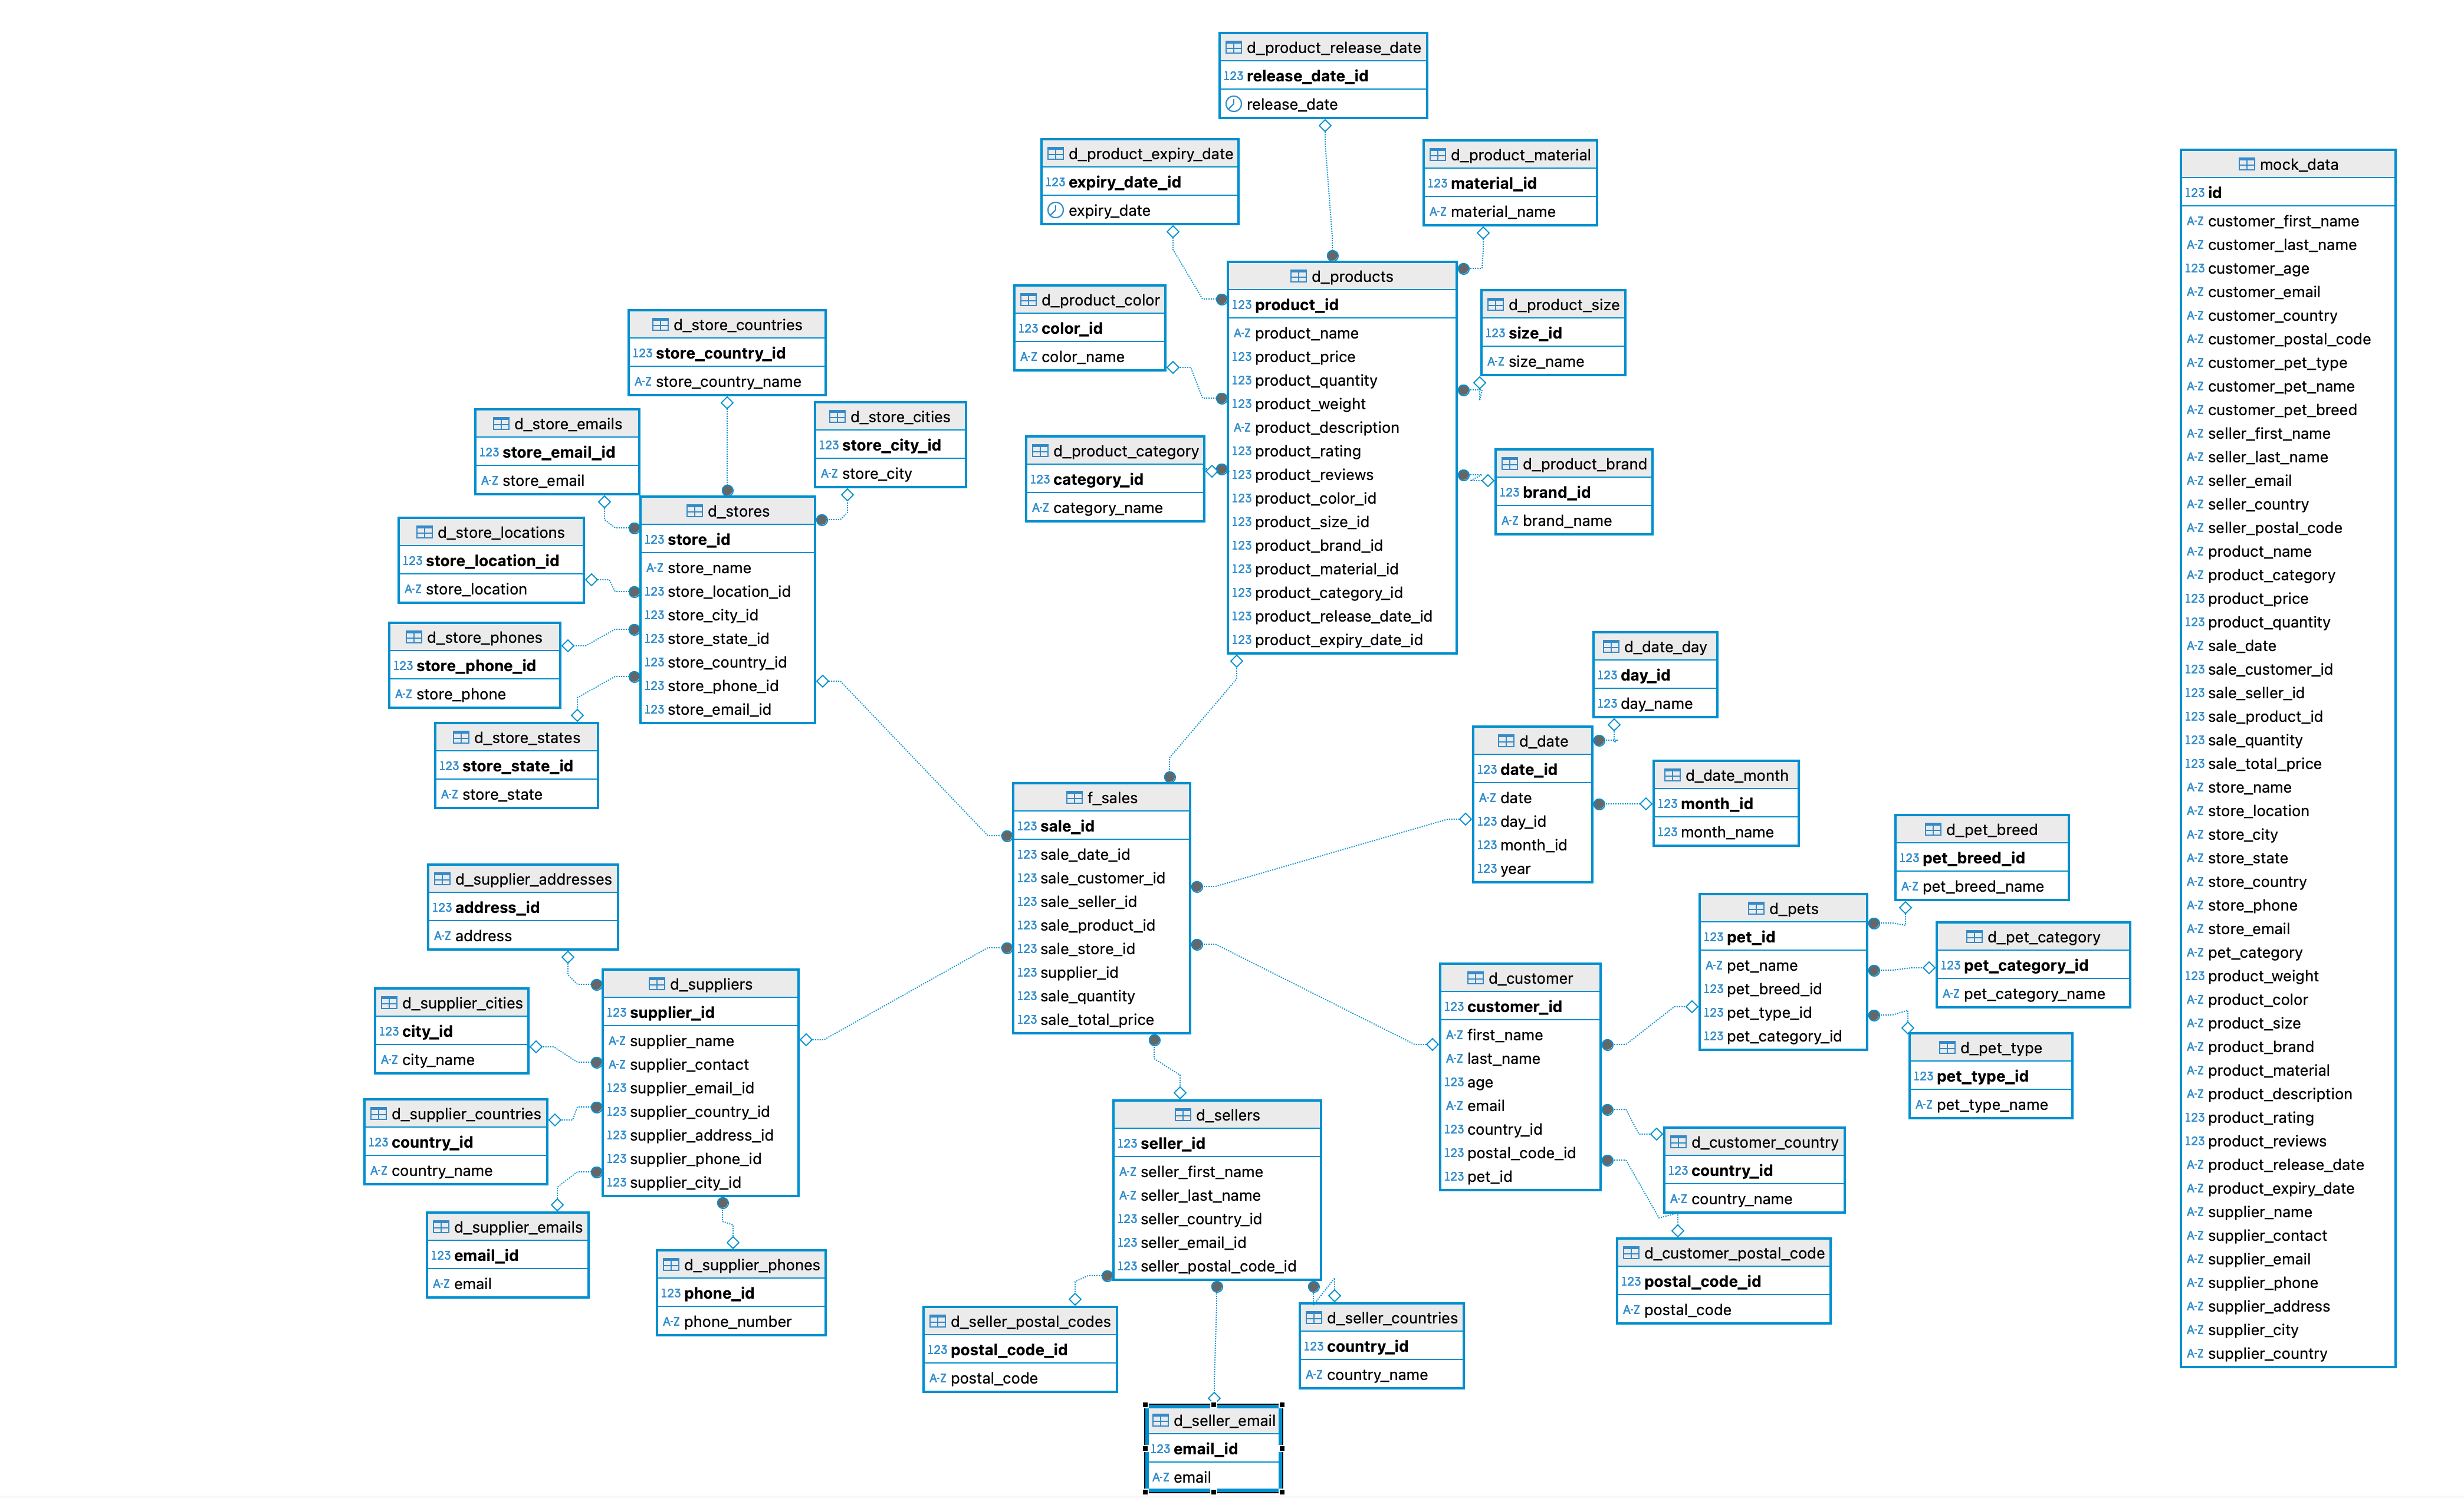 d_product_release_date
123 release_date_id
release_date
d_product_expiry_date
123 expiry_date_id
expiry_date
d_product_material
123 material_id
A-Z material_name
d_products
123 product_id
A-Z product_name
123 product_price
123 product_quantity
123 product_weight
A-Z product_description
123 product_rating
123 product_reviews
123 product_color_id
123 product_size_id
123 product_brand_id
123 product_material_id
123 product_category_id
123 product_release_date_id
123 product_expiry_date_id
d_product_color
123 color_id
A-Z color_name
d_product_size
123 size_id
A-Z size_name
d_product_category
123 category_id
A-Z category_name
d_product_brand
123 brand_id
A-Z brand_name
d_store_countries
123 store_country_id
A-Z store_country_name
d_store_emails
123 store_email_id
A-Z store_email
d_store_cities
123 store_city_id
A-Z store_city
d_stores
123 store_id
A-Z store_name
123 store_location_id
123 store_city_id
123 store_state_id
123 store_country_id
123 store_phone_id
123 store_email_id
d_store_locations
123 store_location_id
A-Z store_location
d_store_phones
123 store_phone_id
A-Z store_phone
d_store_states
123 store_state_id
A-Z store_state
d_date_day
123 day_id
123 day_name
d_date
123 date_id
A-Z date
123 day_id
123 month_id
123 year
d_date_month
123 month_id
123 month_name
f_sales
123 sale_id
123 sale_date_id
123 sale_customer_id
123 sale_seller_id
123 sale_product_id
123 sale_store_id
123 supplier_id
123 sale_quantity
123 sale_total_price
d_pet_breed
123 pet_breed_id
A-Z pet_breed_name
d_pets
123 pet_id
A-Z pet_name
123 pet_breed_id
123 pet_type_id
123 pet_category_id
d_pet_category
123 pet_category_id
A-Z pet_category_name
d_pet_type
123 pet_type_id
A-Z pet_type_name
d_supplier_addresses
123 address_id
A-Z address
d_suppliers
123 supplier_id
A-Z supplier_name
A-Z supplier_contact
123 supplier_email_id
123 supplier_country_id
123 supplier_address_id
123 supplier_phone_id
123 supplier_city_id
d_supplier_cities
123 city_id
A-Z city_name
d_supplier_countries
123 country_id
A-Z country_name
d_supplier_emails
123 email_id
A-Z email
d_supplier_phones
123 phone_id
A-Z phone_number
d_customer
123 customer_id
A-Z first_name
A-Z last_name
123 age
A-Z email
123 country_id
123 postal_code_id
123 pet_id
d_customer_country
123 country_id
A-Z country_name
d_customer_postal_code
123 postal_code_id
A-Z postal_code
d_sellers
123 seller_id
A-Z seller_first_name
A-Z seller_last_name
123 seller_country_id
123 seller_email_id
123 seller_postal_code_id
d_seller_postal_codes
123 postal_code_id
A-Z postal_code
d_seller_countries
123 country_id
A-Z country_name
d_seller_email
123 email_id
A-Z email
mock_data
123 id
A-Z customer_first_name
A-Z customer_last_name
123 customer_age
A-Z customer_email
A-Z customer_country
A-Z customer_postal_code
A-Z customer_pet_type
A-Z customer_pet_name
A-Z customer_pet_breed
A-Z seller_first_name
A-Z seller_last_name
A-Z seller_email
A-Z seller_country
A-Z seller_postal_code
A-Z product_name
A-Z product_category
123 product_price
123 product_quantity
A-Z sale_date
123 sale_customer_id
123 sale_seller_id
123 sale_product_id
123 sale_quantity
123 sale_total_price
A-Z store_name
A-Z store_location
A-Z store_city
A-Z store_state
A-Z store_country
A-Z store_phone
A-Z store_email
A-Z pet_category
123 product_weight
A-Z product_color
A-Z product_size
A-Z product_brand
A-Z product_material
A-Z product_description
123 product_rating
123 product_reviews
A-Z product_release_date
A-Z product_expiry_date
A-Z supplier_name
A-Z supplier_contact
A-Z supplier_email
A-Z supplier_phone
A-Z supplier_address
A-Z supplier_city
A-Z supplier_country